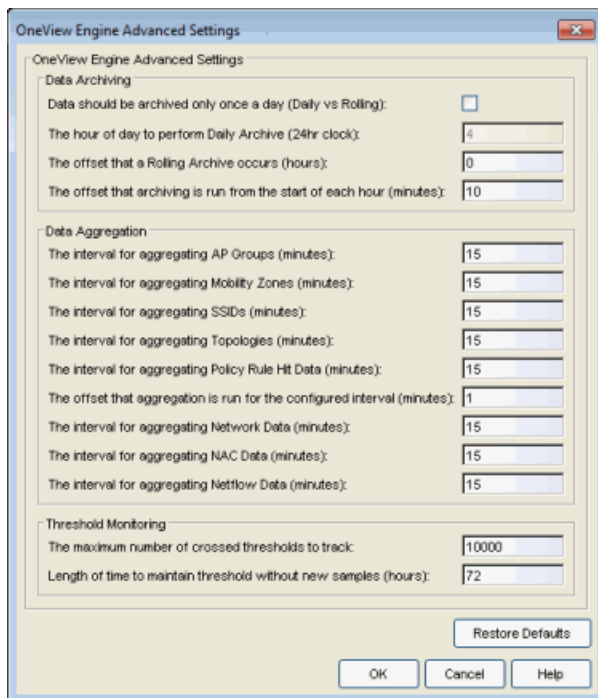 OneView Engine Advanced Settings
OneView Engine Advanced Settings
Data Archiving
Data should be archived only once a day (Daily vs Rolling):
The hour of day to perform Daily Archive (24hr clock): 4
The offset that a Rolling Archive occurs (hours): 0
The offset that archiving is run from the start of each hour (minutes): 10
Data Aggregation
The interval for aggregating AP Groups (minutes): 15
The interval for aggregating Mobility Zones (minutes): 15
The interval for aggregating SSIDs (minutes): 15
The interval for aggregating Topologies (minutes): 15
The interval for aggregating Policy Rule Hit Data (minutes): 15
The offset that aggregation is run for the configured interval (minutes): 1
The interval for aggregating Network Data (minutes): 15
The interval for aggregating NAC Data (minutes): 15
The interval for aggregating Netflow Data (minutes): 15
Threshold Monitoring
The maximum number of crossed thresholds to track: 10000
Length of time to maintain threshold without new samples (hours): 72
Restore Defaults
OK Cancel Help